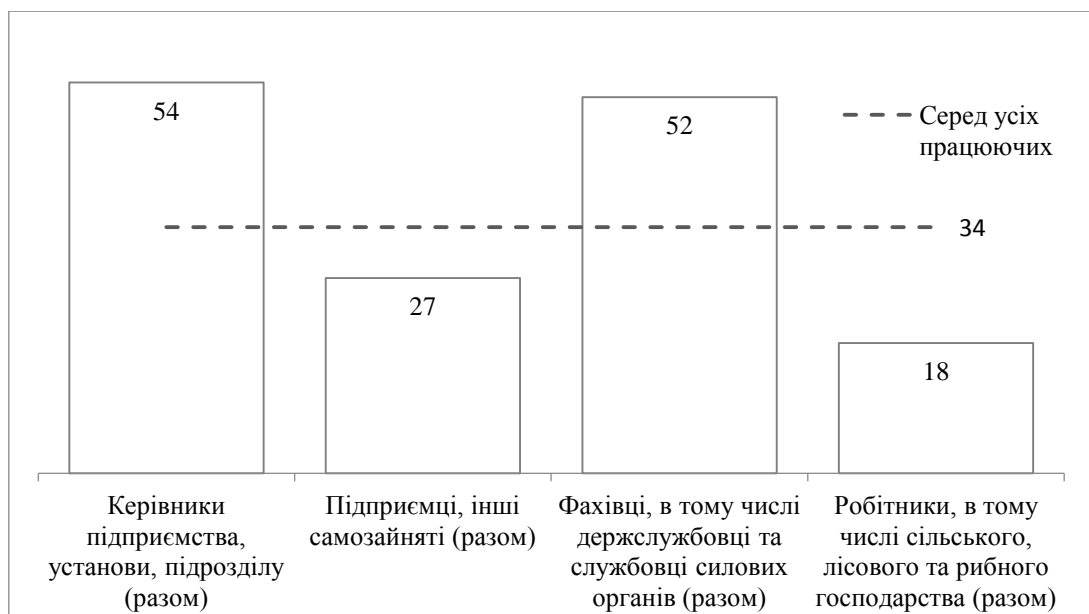 54
27
52
18
Серед усіх
працюючих
34
Керівники
підприємства,
установи, підрозділу
(разом)
Підприємці, інші
самозайняті (разом)
Фахівці, в тому числі
держслужбовці та
службовці силових
органів (разом)
Робітники, в тому
числі сільського,
лісового та рибного
господарства (разом)